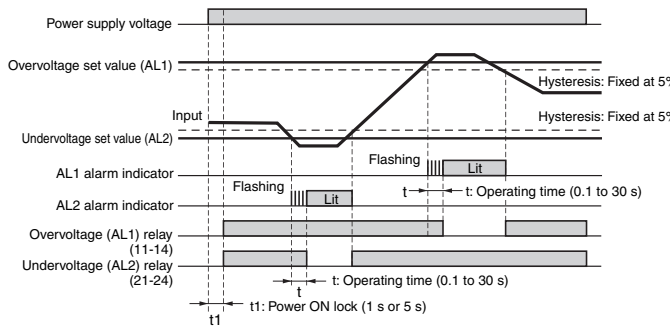 Power supply voltage
Overvoltage set value (AL1)
Hysteresis: Fixed at 5%
Input
Hysteresis: Fixed at 5%
Undervoltage set value (AL2)
Flashing
Lit
AL1 alarm indicator
t
t: Operating time (0.1 to 30 s)
Flashing
Lit
AL2 alarm indicator
Overvoltage (AL1) relay
(11-14)
Undervoltage (AL2) relay
(21-24)
t: Operating time (0.1 to 30 s)
t
t1: Power ON lock (1 s or 5 s)
t1